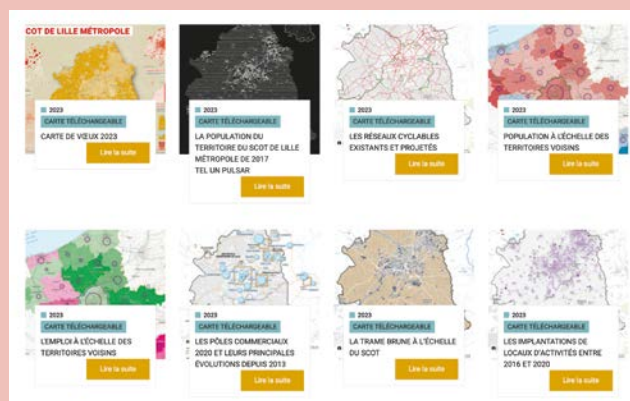 COT DE LILLE MÉTROPOLE
2023
CARTE TÉLÉCHARGEABLE
CARTE DE VŒUX 2023
Lire la suite
2023
CARTE TÉLÉCHARGEABLE
LA POPULATION DU
TERRITOIRE DU SCOT DE LILLE
MÉTROPOLE DE 2017
TEL UN PULSAR
Lire la suite
2023
CARTE TÉLÉCHARGEABLE
LES RÉSEAUX CYCLABLES
EXISTANTS ET PROJETÉS
Lire la suite
2023
CARTE TÉLÉCHARGEABLE
POPULATION À L'ÉCHELLE DES
TERRITOIRES VOISINS
Lire la suite
2023
CARTE TÉLÉCHARGEABLE
L'EMPLOI À L'ÉCHELLE DES
TERRITOIRES VOISINS
Lire la suite
2023
CARTE TÉLÉCHARGEABLE
LES PÔLES COMMERCIAUX
2020 ET LEURS PRINCIPALES
ÉVOLUTIONS DEPUIS 2013
Lire la suite
2023
CARTE TÉLÉCHARGEABLE
LA TRAME BRUNE À L'ÉCHELLE
DU SCOT
Lire la suite
2023
CARTE TÉLÉCHARGEABLE
LES IMPLANTATIONS DE
LOCAUX D'ACTIVITÉS ENTRE
2016 ET 2020
Lire la suite